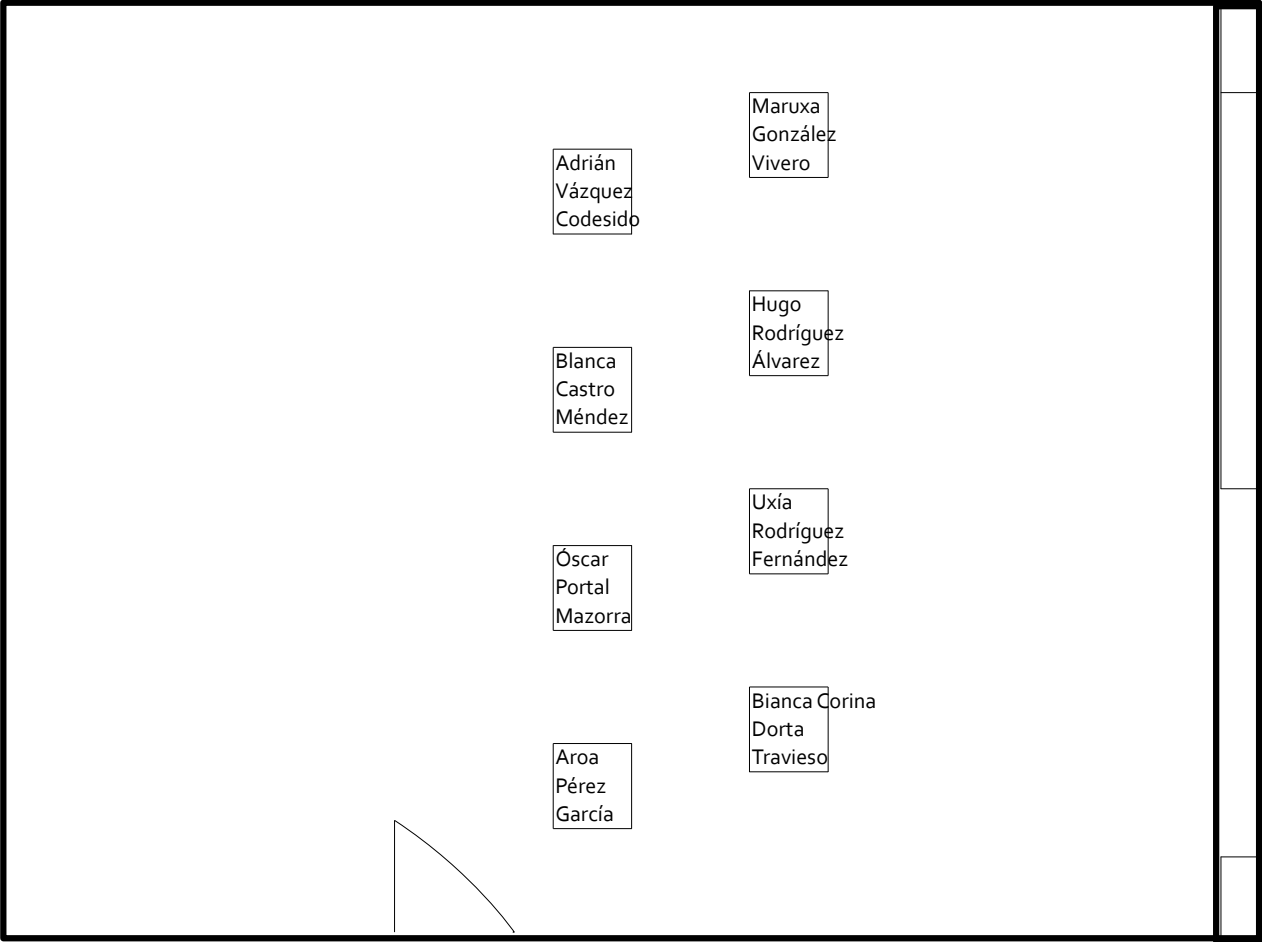 Maruxa
González
Vivero
Adrián
Vázquez
Codesido
Hugo
Rodríguez
Álvarez
Blanca
Castro
Méndez
Uxía
Rodríguez
Fernández
Óscar
Portal
Mazorra
Bianca Corina
Dorta
Travieso
Aroa
Pérez
García